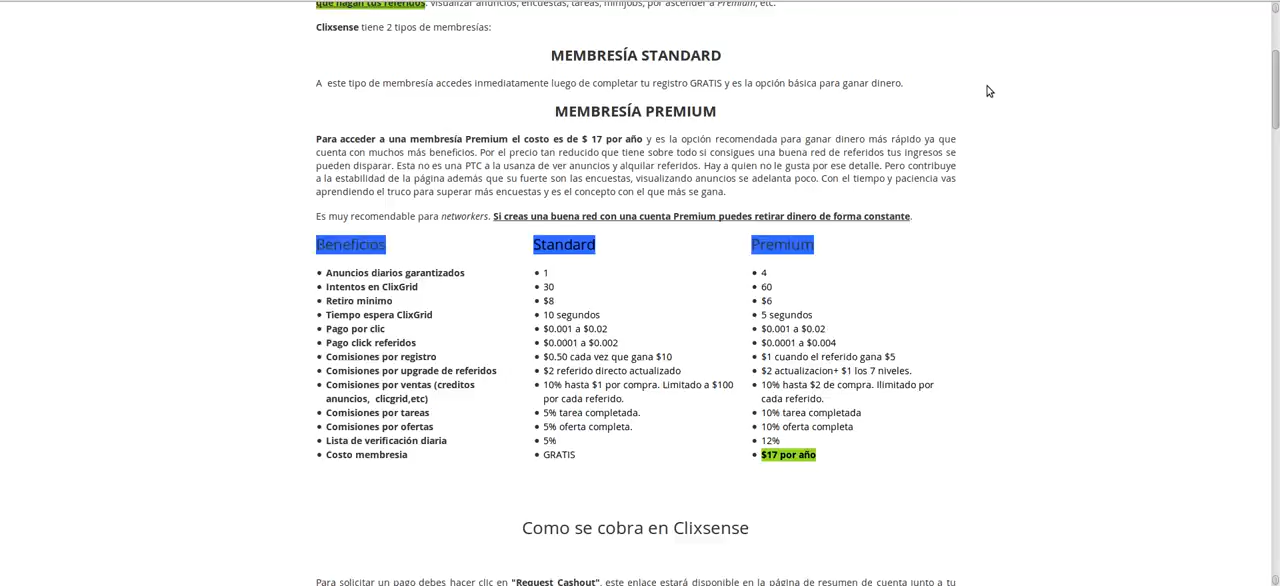 que hagan tus referidos. visualizar anuncios, encuestas, tareas, minijobs, por ascender a Premium, etc.
Clixsense tiene 2 tipos de membresías:
MEMBRESÍA STANDARD
A este tipo de membresía accedes inmediatamente luego de completar tu registro GRATIS y es la opción básica para ganar dinero.
MEMBRESÍA PREMIUM
Para acceder a una membresía Premium el costo es de $ 17 por año y es la opción recomendada para ganar dinero más rápido ya que
cuenta con muchos más beneficios. Por el precio tan reducido que tiene sobre todo si consigues una buena red de referidos tus ingresos se
pueden disparar. Esta no es una PTC a la usanza de ver anuncios y alquilar referidos. Hay a quien no le gusta por ese detalle. Pero contribuye
a la estabilidad de la página además que su fuerte son las encuestas, visualizando anuncios se adelanta poco. Con el tiempo y paciencia vas
aprendiendo el truco para superar más encuestas y es el concepto con el que más se gana.
Es muy recomendable para networkers. Si creas una buena red con una cuenta Premium puedes retirar dinero de forma constante.
Beneficios Standard Premium
• Anuncios diarios garantizados • 1 • 4
• Intentos en ClixGrid • 30 • 60
• Retiro minimo • $8 • $6
• Tiempo espera ClixGrid • 10 segundos • 5 segundos
• Pago por clic • $0.001 a $0.02 • $0.001 a $0.02
• Pago click referidos • $0.0001 a $0.002 • $0.0001 a $0.004
• Comisiones por registro • $0.50 cada vez que gana $10 • $1 cuando el referido gana $5
• Comisiones por upgrade de referidos • $2 referido directo actualizado • $2 actualizacion+ $1 los 7 niveles.
• Comisiones por ventas (creditos • 10% hasta $1 por compra. Limitado a $100 • 10% hasta $2 de compra. Ilimitado por
anuncios, clicgrid,etc) por cada referido. cada referido.
• Comisiones por tareas • 5% tarea completada. • 10% tarea completada
• Comisiones por ofertas • 5% oferta completa. • 10% oferta completa
• Lista de verificación diaria • 5% • 12%
• Costo membresia • GRATIS • $17 por año
Como se cobra en Clixsense
Para solicitar un pago debes hacer clic en "Request Cashout", este enlace estará disponible en la página de resumen de cuenta junto a tu